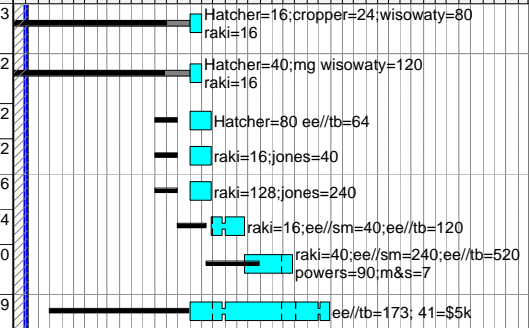 3
Hatcher=16;cropper=24;wisowaty=80
raki=16
2
Hatcher=40;mg wisowaty=120
raki=16
2
Hatcher=80 ee//tb=64
2
raki=16;jones=40
6
raki=128;jones=240
4
raki=16;ee//sm=40;ee//tb=120
0
raki=40;ee//sm=240;ee//tb=520
powers=90;m&s=7
9
ee//tb=173; 41=$5k